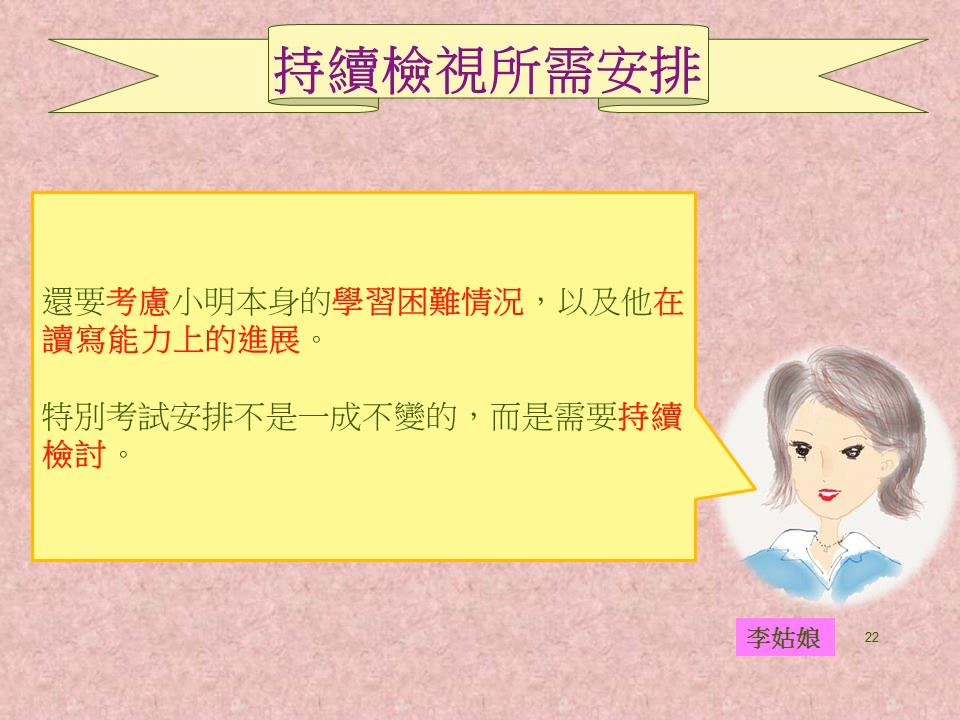 持續檢視所需安排
還要考慮小明本身的學習困難情況，以及他在
讀寫能力上的進展。
特別考試安排不是一成不變的，而是需要持續
檢討。
李姑娘
22